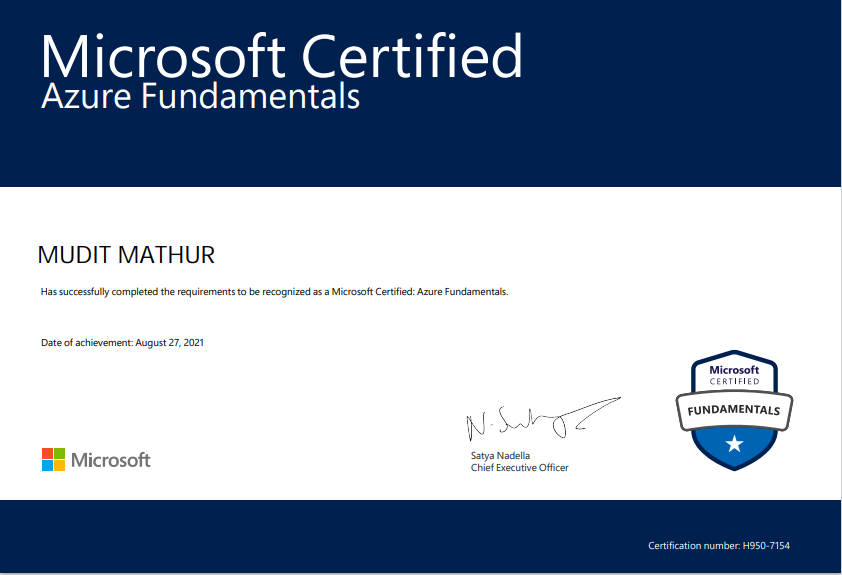 Microsoft Certified
Azure Fundamentals
MUDIT MATHUR
Has successfully completed the requirements to be recognized as a Microsoft Certified: Azure Fundamentals.
Date of achievement: August 27, 2021
Microsoft
CERTIFIED
FUNDAMENTALS
Satya Nadella
Chief Executive Officer
Microsoft
Certification number: H950-7154